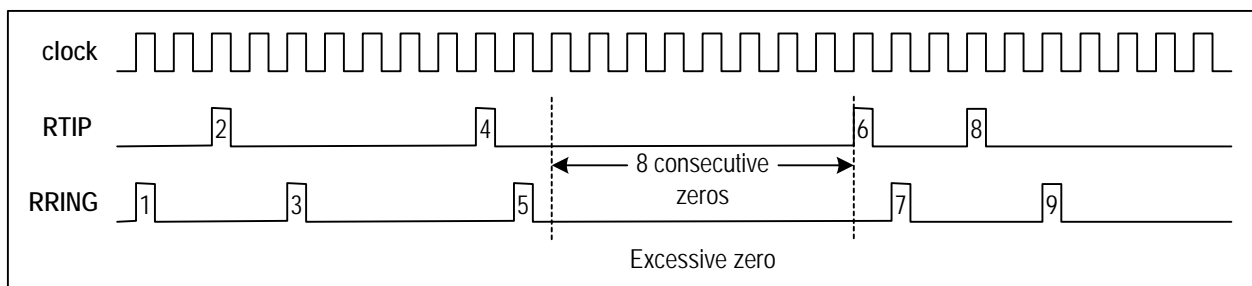 clock
RTIP
2
4
6
8
8 consecutive
zeros
RRING
1
3
5
7
9
Excessive zero